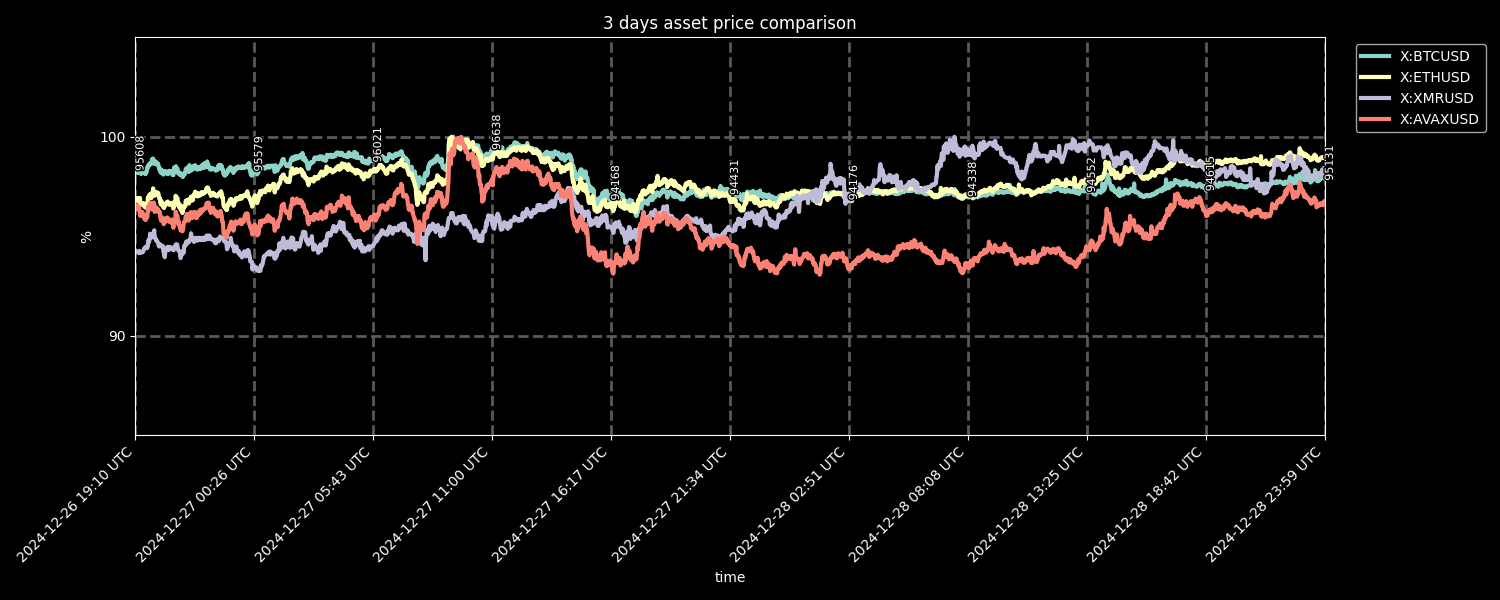 3 days asset price comparison
X:BTCUSD
X:ETHUSD
X:XMRUSD
X:AVAXUSD
100
90
%
95608
95579
96021
96638
94168
94431
94176
94338
94552
94615
95131
2024-12-26 19:10 UTC
2024-12-27 00:26 UTC
2024-12-27 05:43 UTC
2024-12-27 11:00 UTC
2024-12-27 16:17 UTC
2024-12-27 21:34 UTC
2024-12-28 02:51 UTC
2024-12-28 08:08 UTC
2024-12-28 13:25 UTC
2024-12-28 18:42 UTC
2024-12-28 23:59 UTC
time